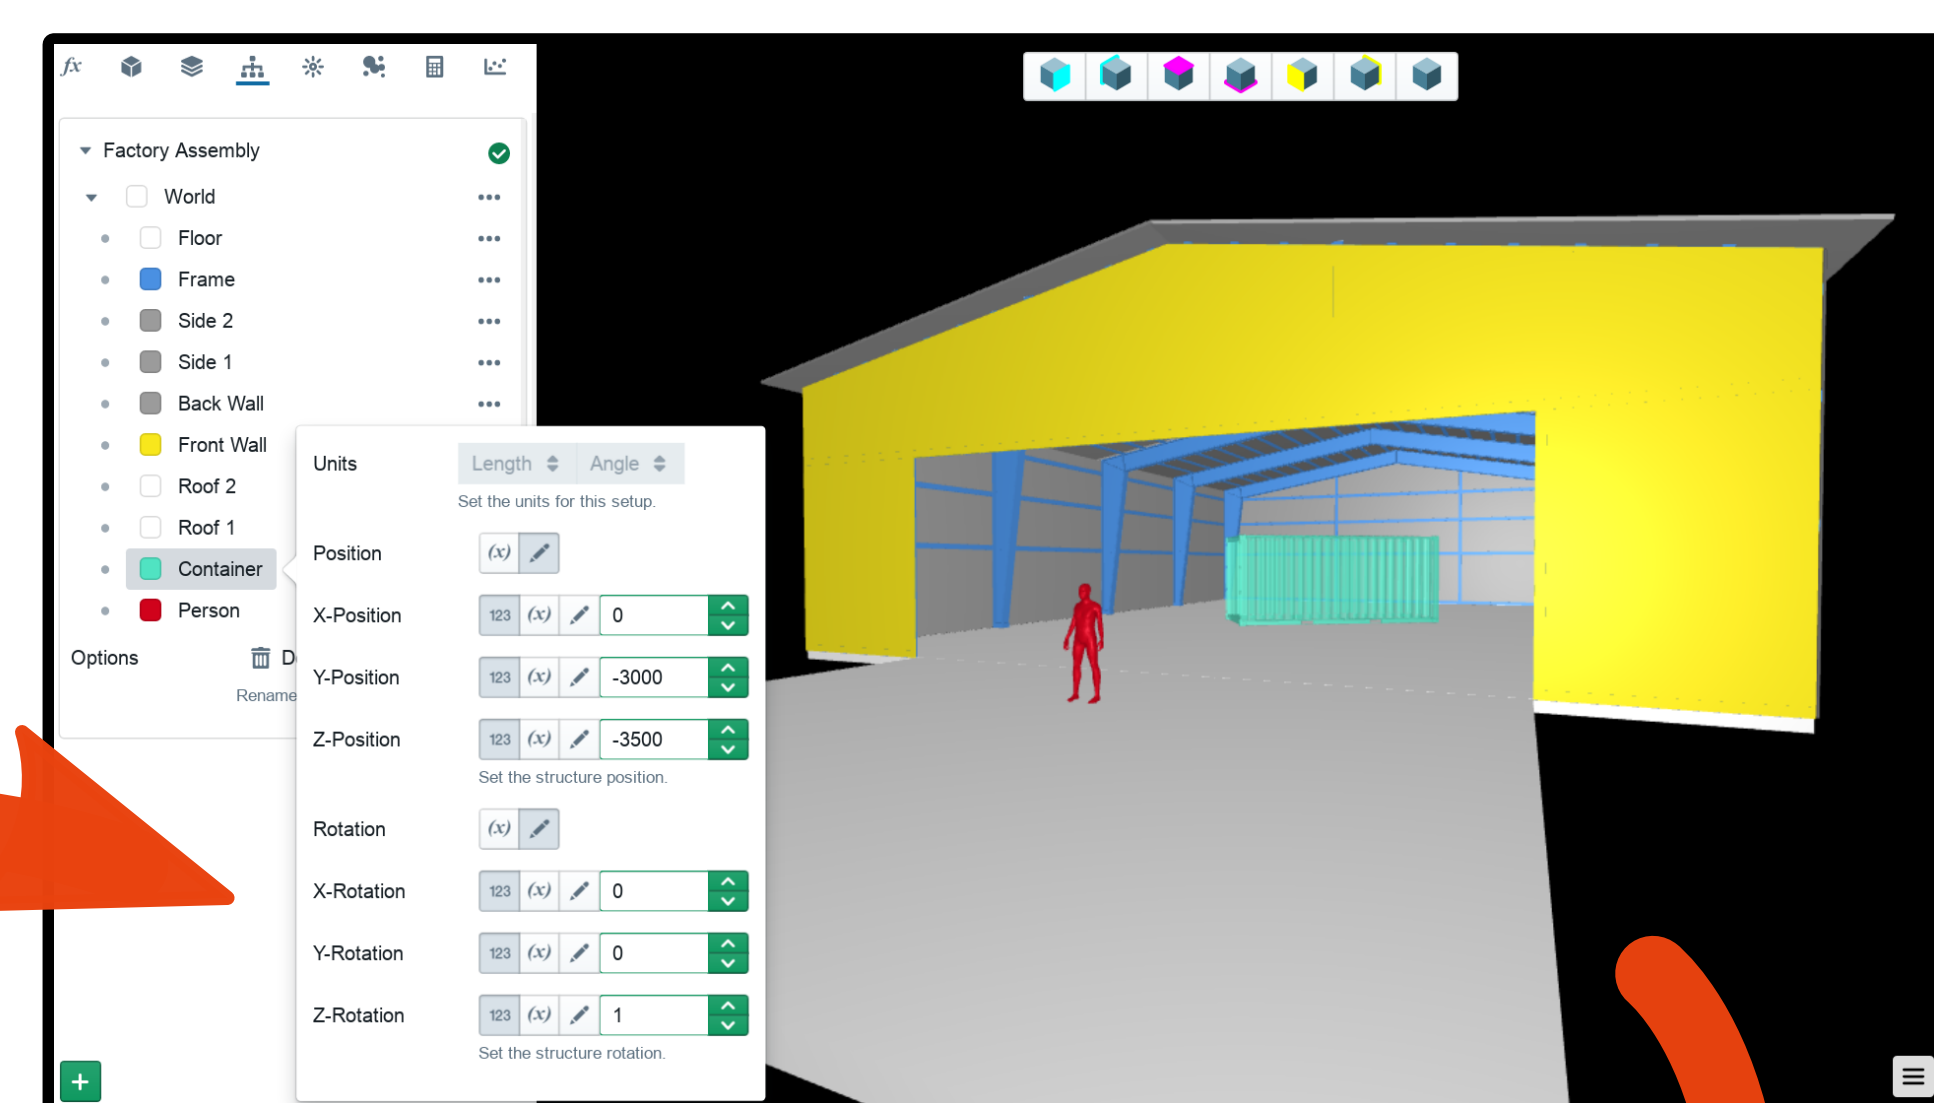 fx
Factory Assembly
World
Floor
Frame
Side 2
Side 1
Back Wall
Front Wall
Roof 2
Roof 1
Container
Person
Options
Rename
Units Length Angle
Set the units for this setup.
Position (x)
X-Position 123 (x) 0
Y-Position 123 (x) -3000
Z-Position 123 (x) -3500
Set the structure position.
Rotation (x)
X-Rotation 123 (x) 0
Y-Rotation 123 (x) 0
Z-Rotation 123 (x) 1
Set the structure rotation.